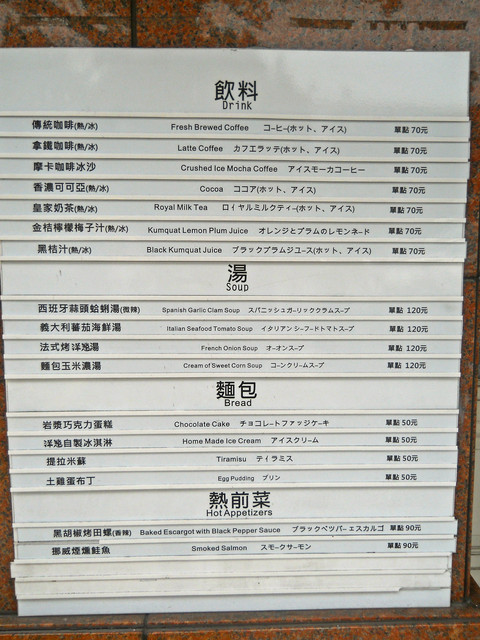 飲料
Drink
傳統咖啡(熱/冰) Fresh Brewed Coffee コーヒー(ホット、アイス) 單點 70元
拿鐵咖啡(熱/冰) Latte Coffee カフエラッテ(ホット、アイス) 單點 70元
摩卡咖啡冰沙 Crushed Ice Mocha Coffee アイスモーカコーヒー 單點 70元
香濃可可亞(熱/冰) Cocoa ココア(ホット、アイス) 單點 70元
皇家奶茶(熱/冰) Royal Milk Tea ロイヤルミルクティー(ホット、アイス) 單點 70元
金桔檸檬梅子汁(熱/冰) Kumquat Lemon Plum Juice オレンジとプラムのレモンネード 單點 70元
黑桔汁(熱/冰) Black Kumquat Juice ブラックプラムジュース(ホット、アイス) 單點 70元
湯
Soup
西班牙蒜頭蛤蜊湯(微辣) Spanish Garlic Clam Soup スパニッシュガーリッククラムスープ 單點 120元
義大利蕃茄海鮮湯 Italian Seafood Tomato Soup イタリアンシーフードトマトスープ 單點 120元
法式烤洋蔥湯 French Onion Soup オーオンスープ 單點 120元
麵包玉米濃湯 Cream of Sweet Corn Soup コーンクリームスープ 單點 120元
麵包
Bread
岩漿巧克力蛋糕 Chocolate Cake チョコレートファッジケーキ 單點 50元
自製冰淇淋 Home Made Ice Cream アイスクリーム 單點 50元
提拉米蘇 Tiramisu ティラミス 單點 50元
土雞蛋布丁 Egg Pudding プリン 單點 50元
熱前菜
Hot Appetizers
黑胡椒烤田螺(香辣) Baked Escargot with Black Pepper Sauce ブラックペツパーエスカルゴ 單點 90元
挪威煙燻鮭魚 Smoked Salmon スモークサーモン 單點 90元